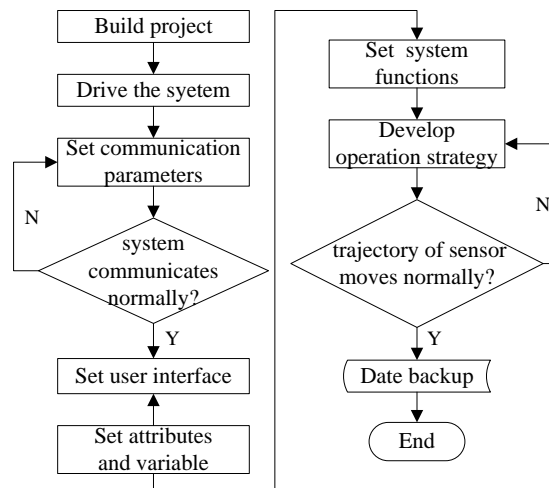 Build project
Drive the syetem
Set communication
parameters
N
system
communicates
normally?
Y
Set user interface
Set attributes
and variable
Set system
functions
Develop
operation strategy
N
trajectory of sensor
moves normally?
Y
Date backup
End